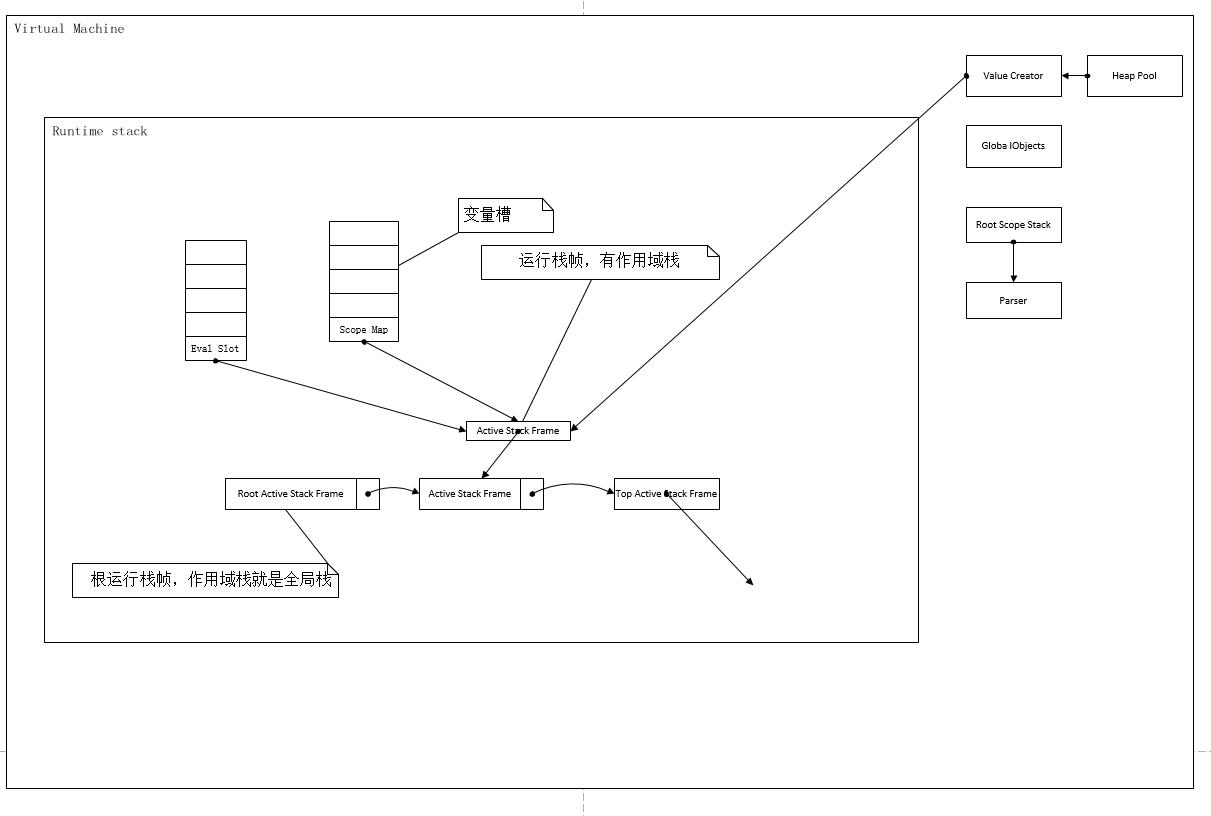 Virtual Machine
Value Creator
Heap Pool
Runtime stack
Globa lObjects
变量槽
Root Scope Stack
运行栈帧，有作用域栈
Parser
Scope Map
Eval Slot
Active Stack Frame
Root Active Stack Frame
Active Stack Frame
Top Active Stack Frame
根运行栈帧，作用域栈就是全局栈